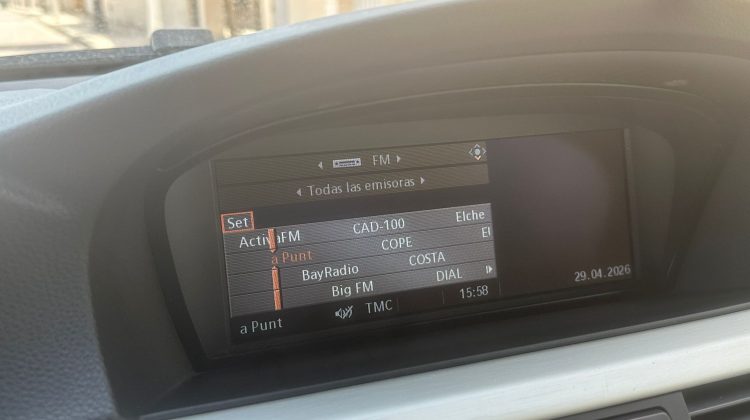 FM
Todas las emisoras
Set
ActivaFM CAD-100 Elche
a Punt COPE El
BayRadio COSTA
Big FM DIAL
a Punt TMC 15:58
29.04.2026